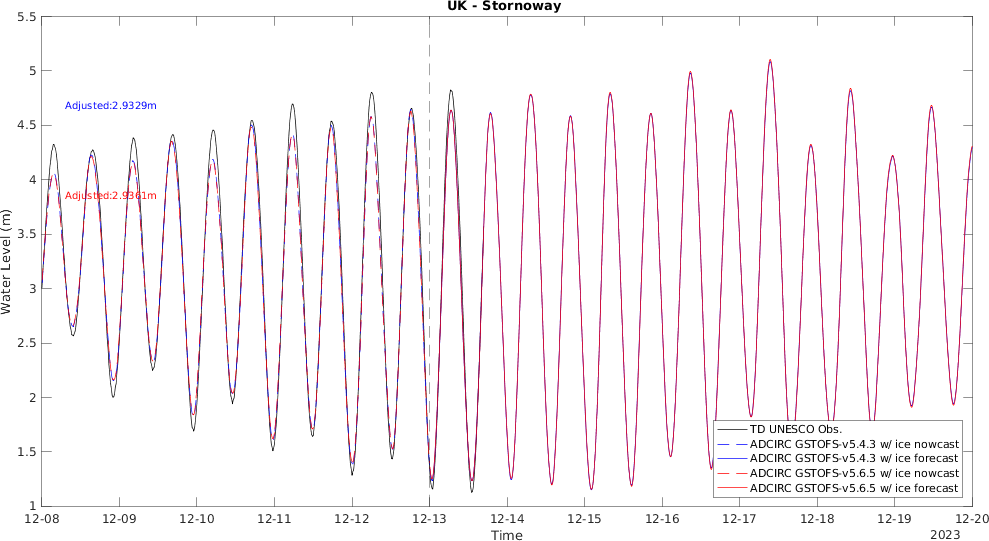 UK - Stornoway
5.5
5
4.5
4
3.5
3
2.5
2
1.5
1
Water Level (m)
Adjusted:2.9329m
Adjusted:2.9361m
TD UNESCO Obs.
ADCIRC GSTOFS-v5.4.3 w/ ice nowcast
ADCIRC GSTOFS-v5.4.3 w/ ice forecast
ADCIRC GSTOFS-v5.6.5 w/ ice nowcast
ADCIRC GSTOFS-v5.6.5 w/ ice forecast
12-08 12-09 12-10 12-11 12-12 12-13 12-14 12-15 12-16 12-17 12-18 12-19 12-20
Time
2023